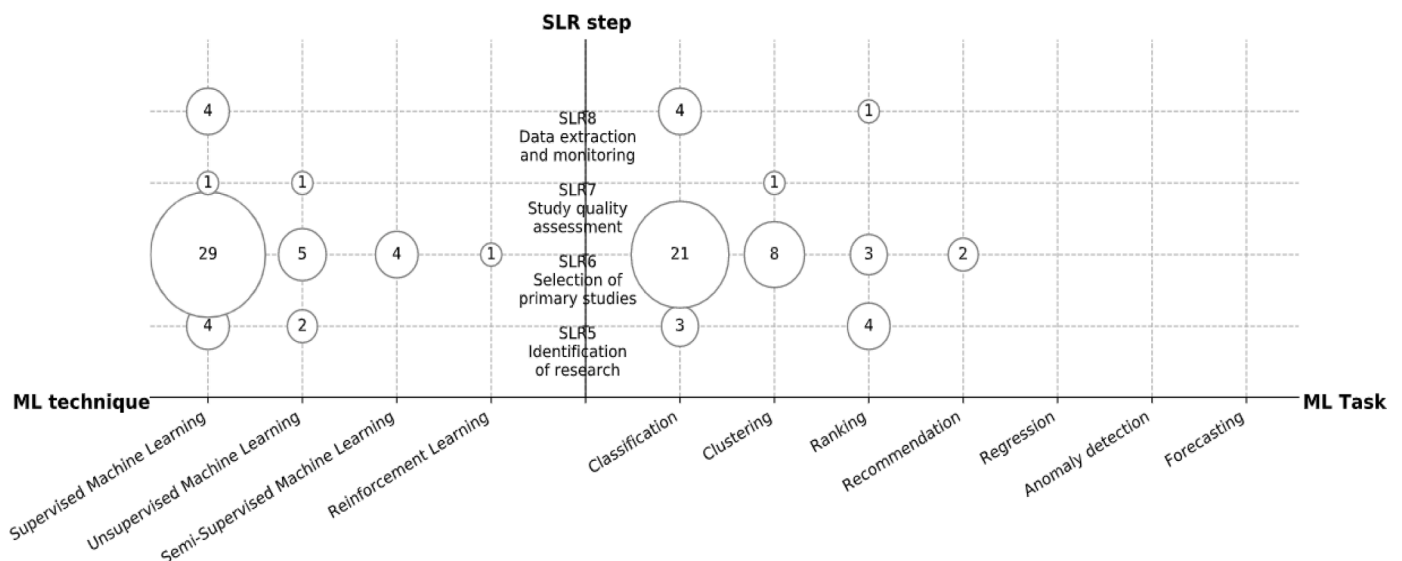 SLR step
4
4
1
SLR8
Data extraction
and monitoring
1
1
1
SLR7
Study quality
assessment
29
5
4
1
21
8
3
2
SLR6
Selection of
primary studies
4
2
3
4
SLR5
Identification
of research
ML technique
ML Task
Supervised Machine Learning
Unsupervised Machine Learning
Semi-Supervised Machine Learning
Reinforcement Learning
Classification
Clustering
Ranking
Recommendation
Regression
Anomaly detection
Forecasting